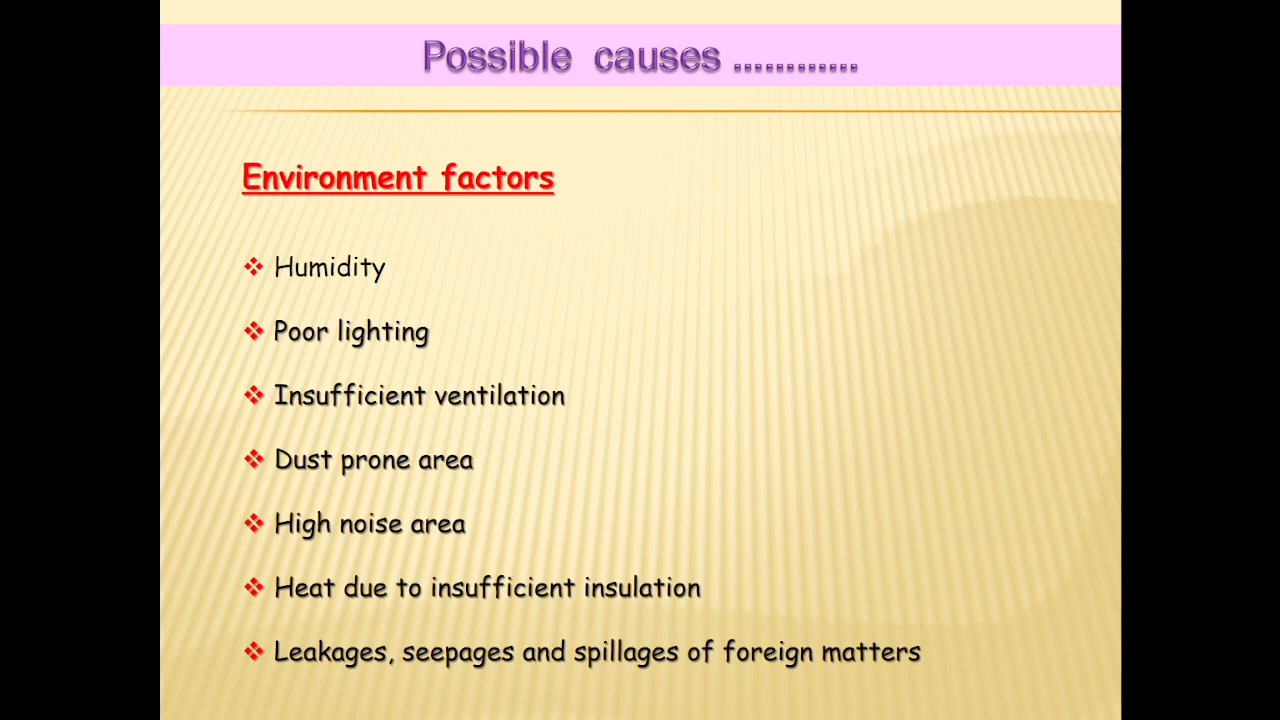 Possible causes ............
Environment factors
❖ Humidity
❖ Poor lighting
❖ Insufficient ventilation
❖ Dust prone area
❖ High noise area
❖ Heat due to insufficient insulation
❖ Leakages, seepages and spillages of foreign matters